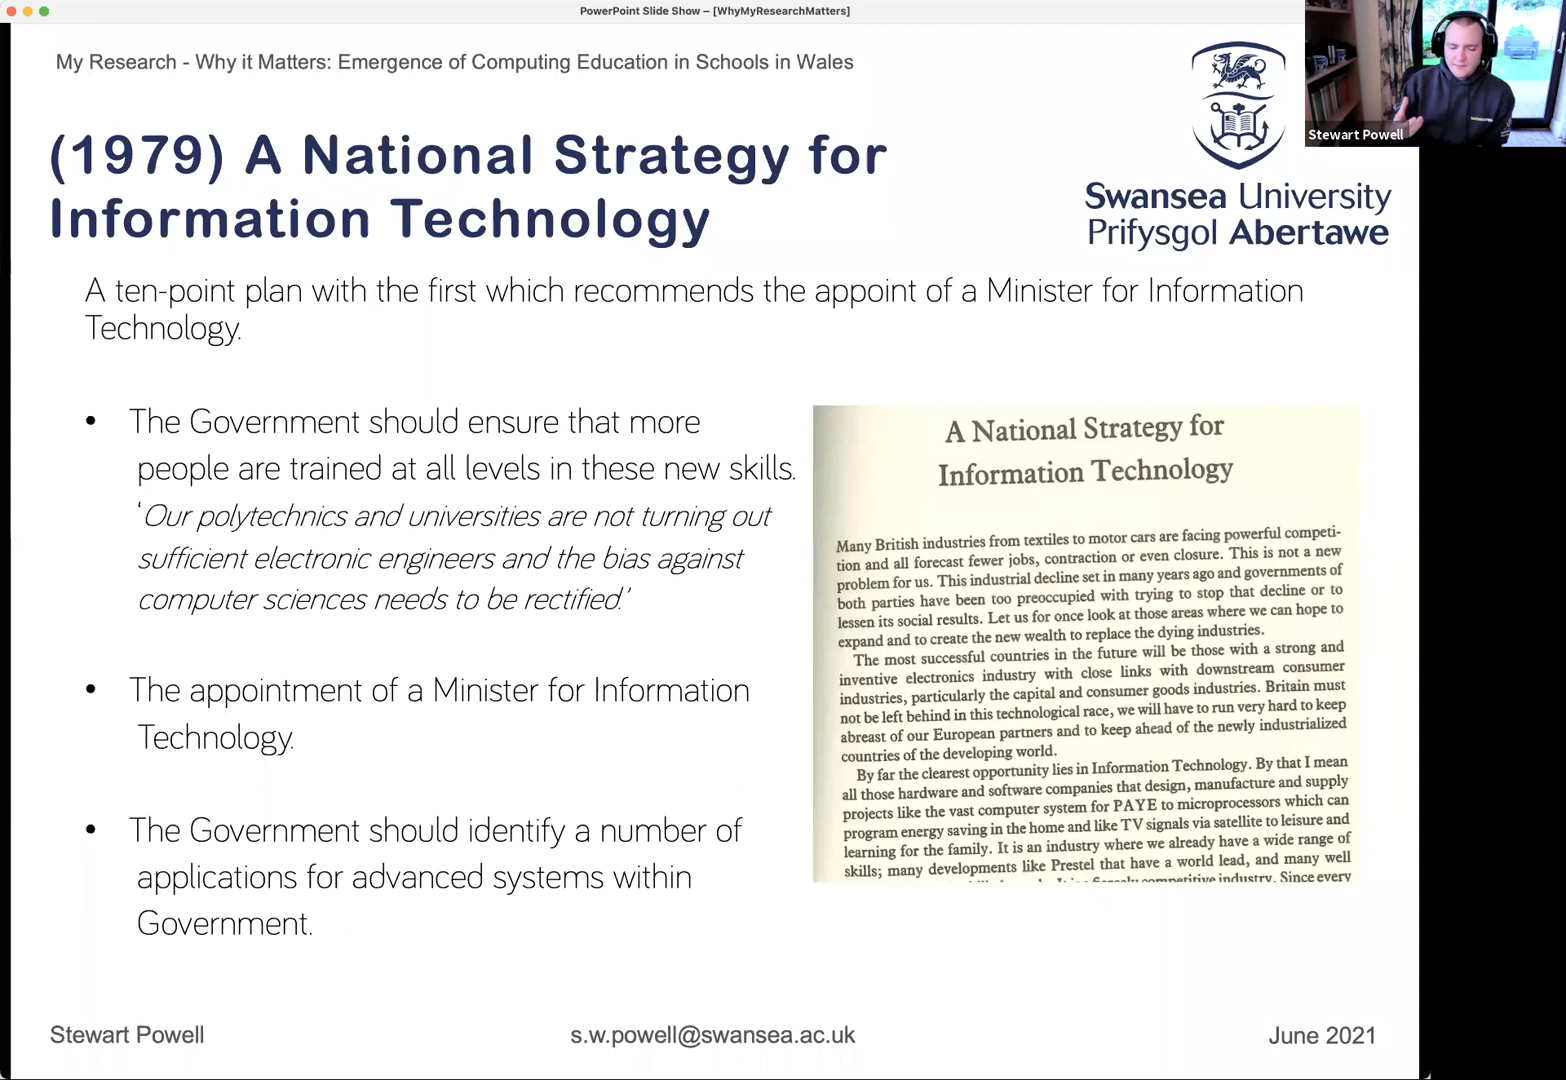 PowerPoint Slide Show – [WhyMyResearchMatters]
My Research - Why it Matters: Emergence of Computing Education in Schools in Wales
Stewart Powell
(1979) A National Strategy for
Information Technology
Swansea University
Prifysgol Abertawe
A ten-point plan with the first which recommends the appoint of a Minister for Information
Technology.
• The Government should ensure that more
people are trained at all levels in these new skills.
‘Our polytechnics and universities are not turning out
sufficient electronic engineers and the bias against
computer sciences needs to be rectified.’
• The appointment of a Minister for Information
Technology.
• The Government should identify a number of
applications for advanced systems within
Government.
A National Strategy for
Information Technology
Many British industries from textiles to motor cars are facing powerful competi-
tion and all forecast fewer jobs, contraction or even closure. This is not a new
problem for us. This industrial decline set in many years ago and governments of
both parties have been too preoccupied with trying to stop that decline or to
lessen its social results. Let us for once look at those areas where we can hope to
expand and to create the new wealth to replace the dying industries.
The most successful countries in the future will be those with a strong and
inventive electronics industry with close links with downstream consumer
industries, particularly the capital and consumer goods industries. Britain must
not be left behind in this technological race, we will have to run very hard to keep
abreast of our European partners and to keep ahead of the newly industrialized
countries of the developing world.
By far the clearest opportunity lies in Information Technology. By that I mean
all those hardware and software companies that design, manufacture and supply
projects like the vast computer system for PAYE to microprocessors which can
program energy saving in the home and like TV signals via satellite to leisure and
learning for the family. It is an industry where we already have a wide range of
skills; many developments like Prestel that have a world lead, and many well
competitive industry. Since every
Stewart Powell
s.w.powell@swansea.ac.uk
June 2021